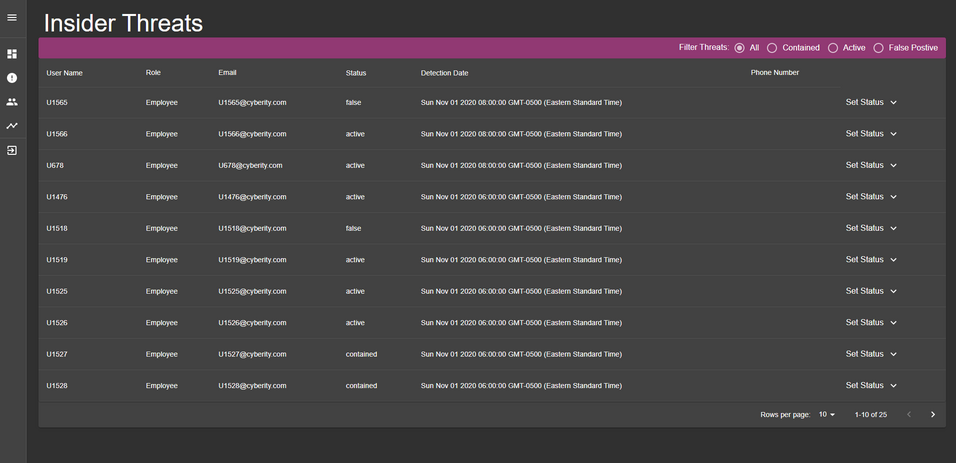 Insider Threats
Filter Threats: All Contained Active False Postive
User Name Role Email Status Detection Date Phone Number
U1565 Employee U1565@cyberity.com false Sun Nov 01 2020 08:00:00 GMT-0500 (Eastern Standard Time) Set Status
U1566 Employee U1566@cyberity.com active Sun Nov 01 2020 08:00:00 GMT-0500 (Eastern Standard Time) Set Status
U678 Employee U678@cyberity.com active Sun Nov 01 2020 08:00:00 GMT-0500 (Eastern Standard Time) Set Status
U1476 Employee U1476@cyberity.com active Sun Nov 01 2020 06:00:00 GMT-0500 (Eastern Standard Time) Set Status
U1518 Employee U1518@cyberity.com false Sun Nov 01 2020 06:00:00 GMT-0500 (Eastern Standard Time) Set Status
U1519 Employee U1519@cyberity.com active Sun Nov 01 2020 06:00:00 GMT-0500 (Eastern Standard Time) Set Status
U1525 Employee U1525@cyberity.com active Sun Nov 01 2020 06:00:00 GMT-0500 (Eastern Standard Time) Set Status
U1526 Employee U1526@cyberity.com active Sun Nov 01 2020 06:00:00 GMT-0500 (Eastern Standard Time) Set Status
U1527 Employee U1527@cyberity.com contained Sun Nov 01 2020 06:00:00 GMT-0500 (Eastern Standard Time) Set Status
U1528 Employee U1528@cyberity.com contained Sun Nov 01 2020 06:00:00 GMT-0500 (Eastern Standard Time) Set Status
Rows per page: 10 1-10 of 25